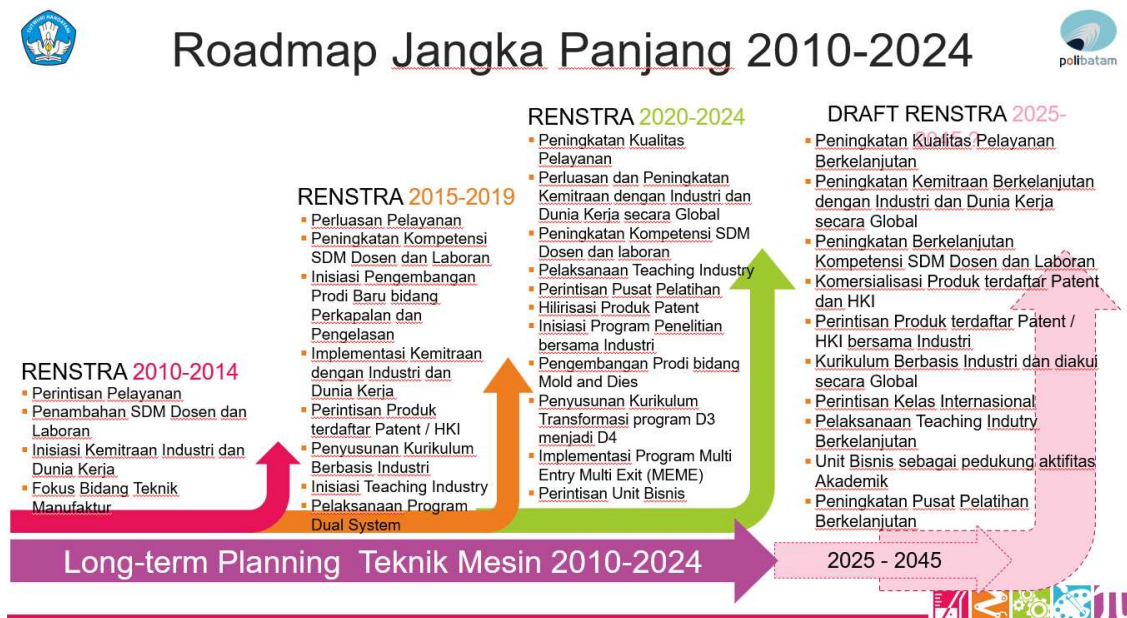 Roadmap Jangka Panjang 2010-2024
TUT WURI HANDAYANI
polibatam
RENSTRA 2010-2014
Perintisan Pelayanan
Penambahan SDM Dosen dan
Laboran
Inisiasi Kemitraan Industri dan
Dunia Kerja
Fokus Bidang Teknik
Manufaktur
RENSTRA 2015-2019
Perluasan Pelayanan
Peningkatan Kompetensi
SDM Dosen dan Laboran
Inisiasi Pengembangan
Prodi Baru bidang
Perkapalan dan
Pengelasan
Implementasi Kemitraan
dengan Industri dan
Dunia Kerja
Perintisan Produk
terdaftar Patent / HKI
Penyusunan Kurikulum
Berbasis Industri
Inisiasi Teaching Industry
Pelaksanaan Program
Dual System
RENSTRA 2020-2024
Peningkatan Kualitas
Pelayanan
Perluasan dan Peningkatan
Kemitraan dengan Industri dan
Dunia Kerja secara Global
Peningkatan Kompetensi SDM
Dosen dan laboran
Pelaksanaan Teaching Industry
Perintisan Pusat Pelatihan
Hilirisasi Produk Patent
Inisiasi Program Penelitian
bersama Industri
Pengembangan Prodi bidang
Mold and Dies
Penyusunan Kurikulum
Transformasi program D3
menjadi D4
Implementasi Program Multi
Entry Multi Exit (MEME)
Perintisan Unit Bisnis
DRAFT RENSTRA 2025-
Peningkatan Kualitas Pelayanan
Berkelanjutan
Peningkatan Kemitraan Berkelanjutan
dengan Industri dan Dunia Kerja
secara Global
Peningkatan Berkelanjutan
Kompetensi SDM Dosen dan Laboran
Komersialisasi Produk terdaftar Patent
dan HKI
Perintisan Produk terdaftar Patent /
HKI bersama Industri
Kurikulum Berbasis Industri dan diakui
secara Global
Perintisan Kelas Internasional
Pelaksanaan Teaching Indutry
Berkelanjutan
Unit Bisnis sebagai pedukung aktifitas
Akademik
Peningkatan Pusat Pelatihan
Berkelanjutan
Long-term Planning Teknik Mesin 2010-2024
2025 - 2045